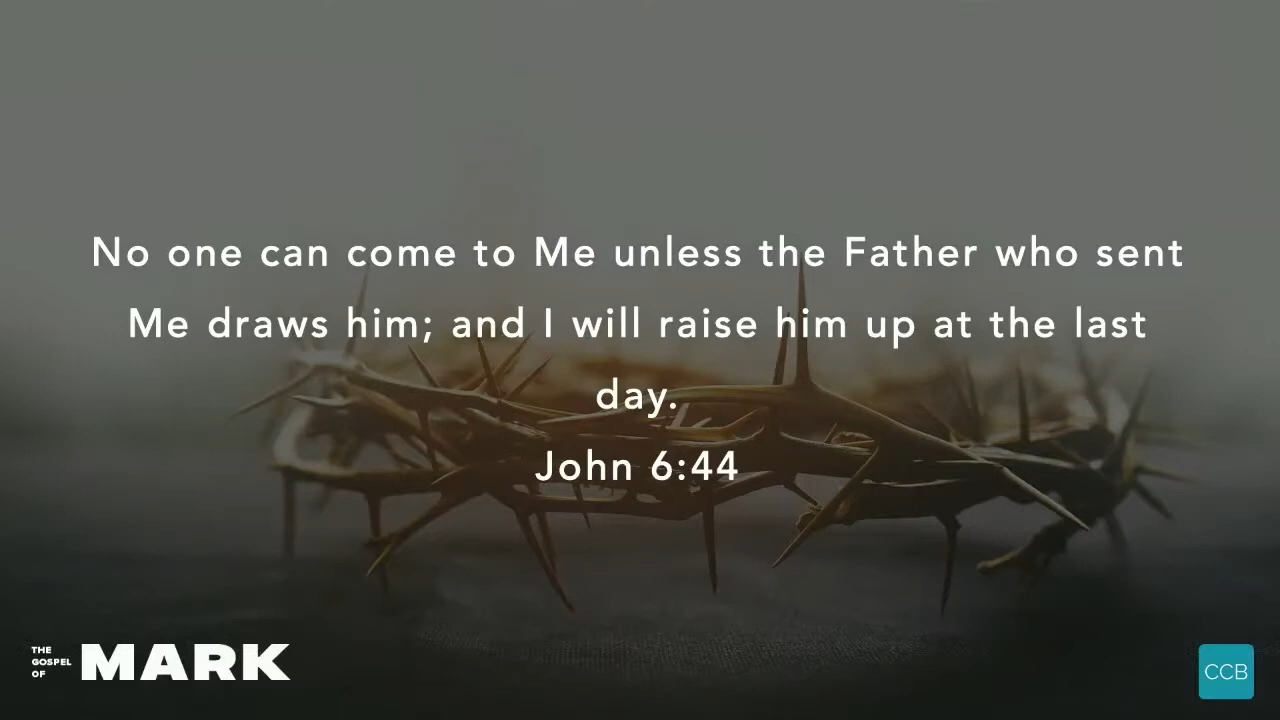 No one can come to Me unless the Father who sent
Me draws him; and I will raise him up at the last
day.
John 6:44
THE
GOSPEL
OF
MARK
CCB